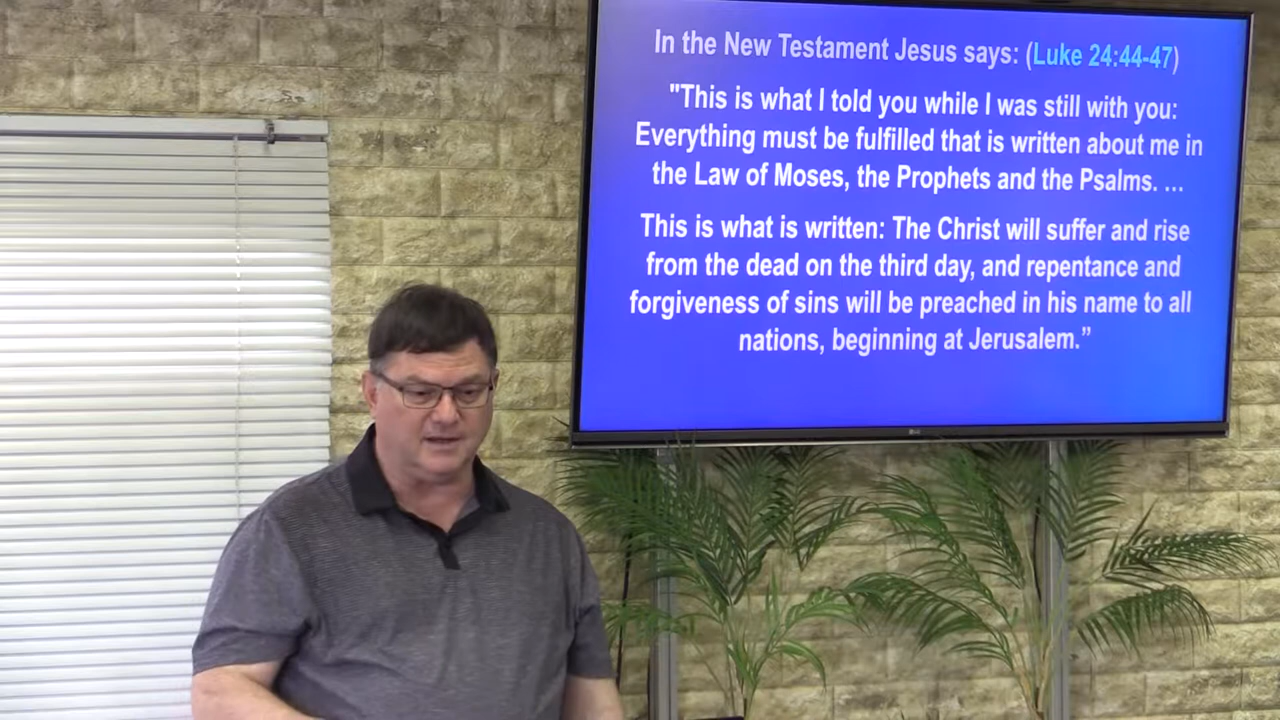 In the New Testament Jesus says: (Luke 24:44-47)
"This is what I told you while I was still with you:
Everything must be fulfilled that is written about me in
the Law of Moses, the Prophets and the Psalms. ...
This is what is written: The Christ will suffer and rise
from the dead on the third day, and repentance and
forgiveness of sins will be preached in his name to all
nations, beginning at Jerusalem.”
LG